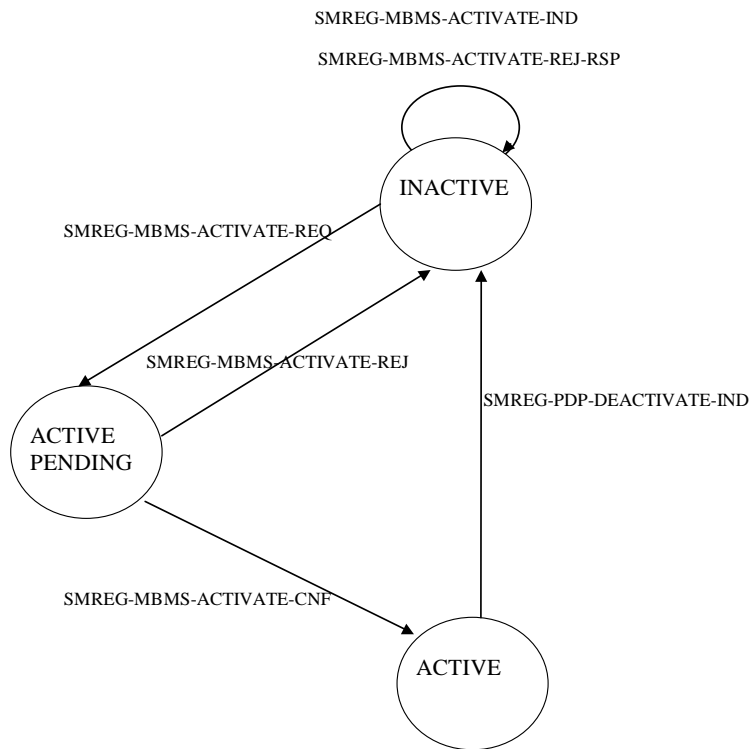 SMREG-MBMS-ACTIVATE-IND
SMREG-MBMS-ACTIVATE-REJ-RSP
INACTIVE
SMREG-MBMS-ACTIVATE-REQ
SMREG-MBMS-ACTIVATE-REJ
SMREG-PDP-DEACTIVATE-IND
ACTIVE
PENDING
SMREG-MBMS-ACTIVATE-CNF
ACTIVE